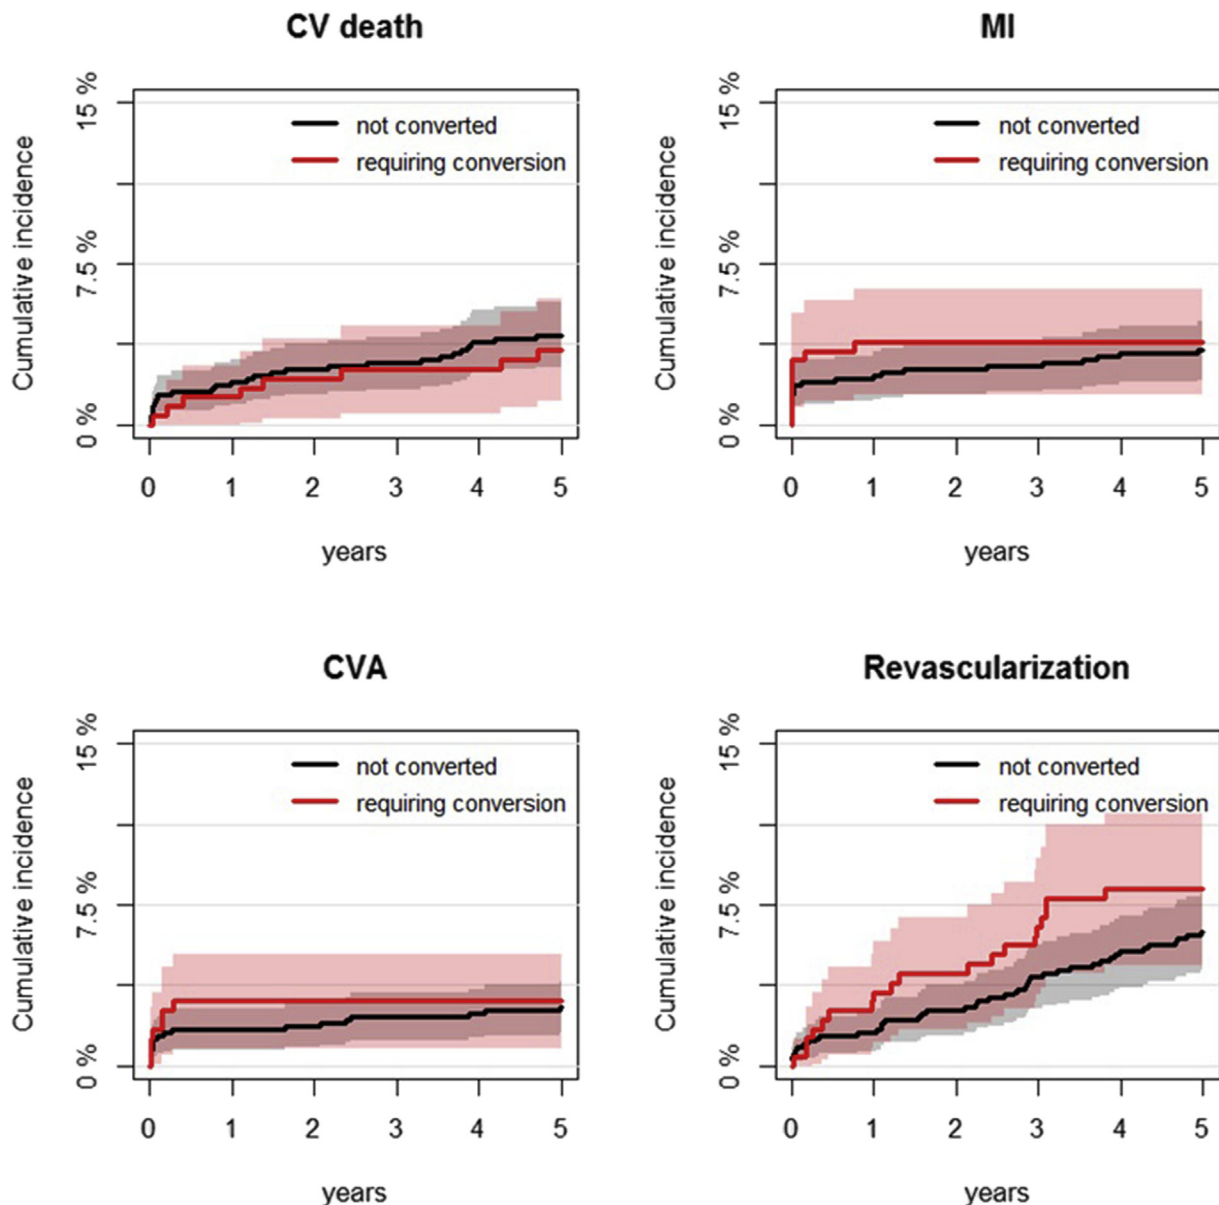 CV death
Cumulative incidence
15 %
7.5 %
0 %
not converted
requiring conversion
0 1 2 3 4 5
years
MI
Cumulative incidence
15 %
7.5 %
0 %
not converted
requiring conversion
0 1 2 3 4 5
years
CVA
Cumulative incidence
15 %
7.5 %
0 %
not converted
requiring conversion
0 1 2 3 4 5
years
Revascularization
Cumulative incidence
15 %
7.5 %
0 %
not converted
requiring conversion
0 1 2 3 4 5
years